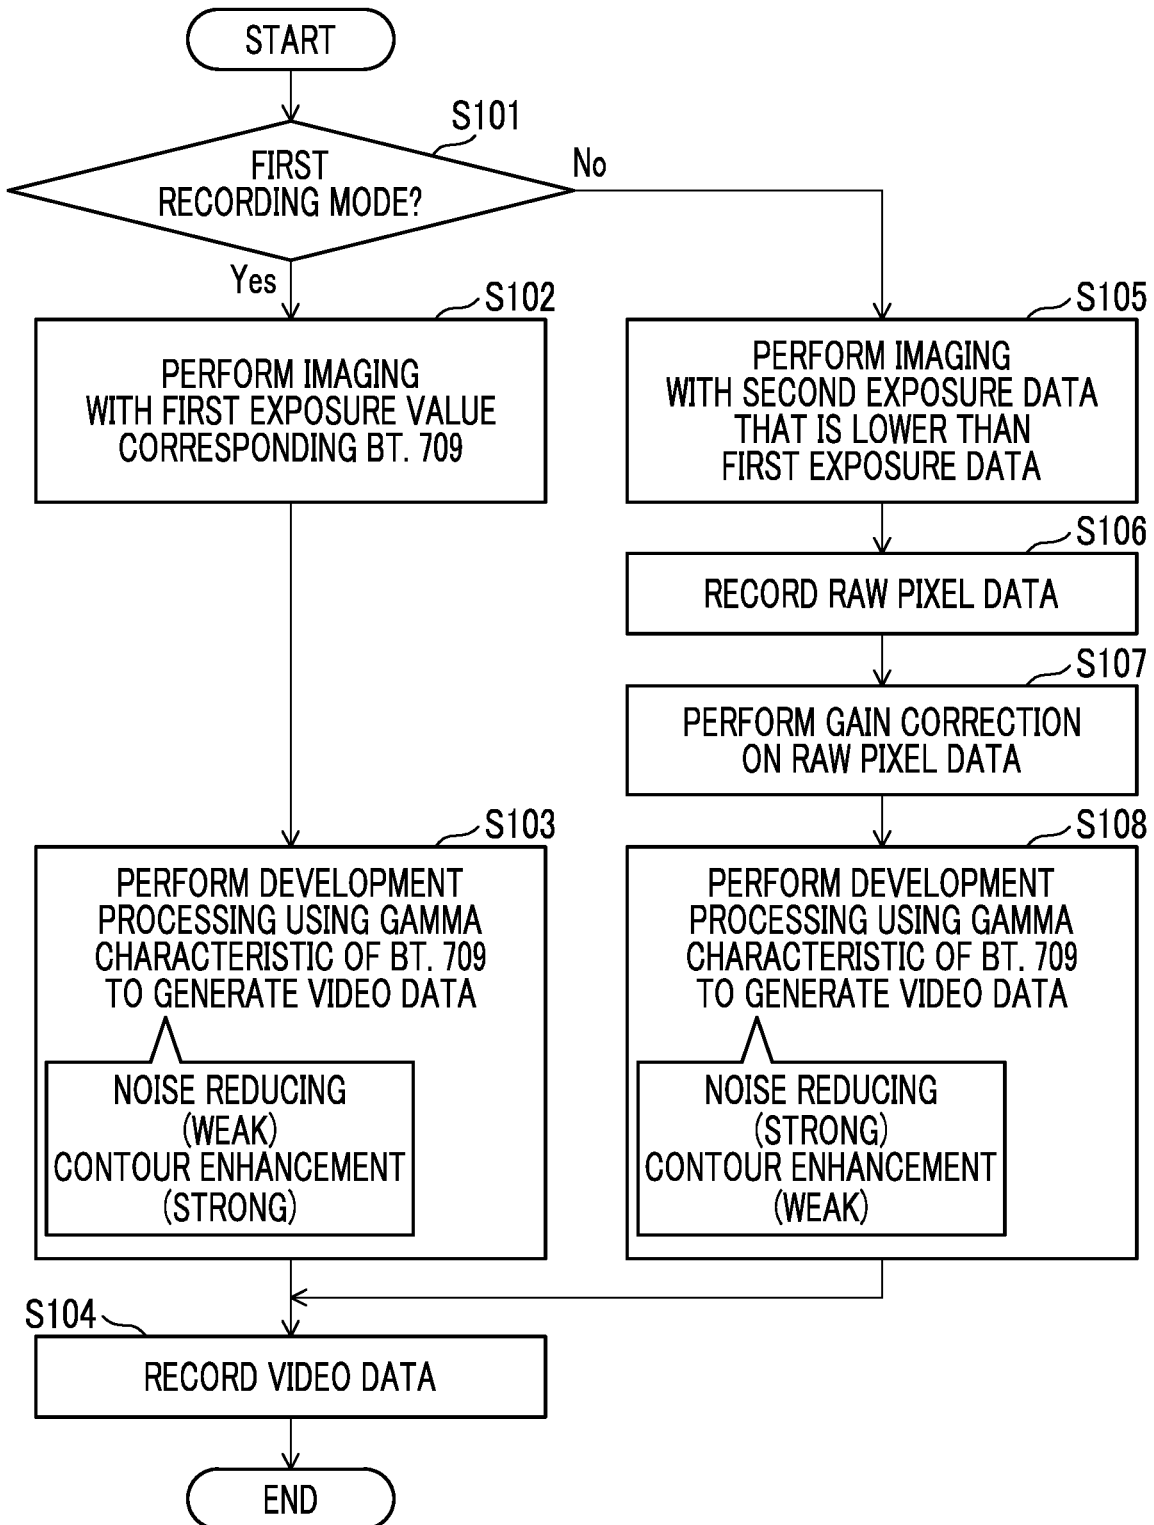 START
S101
FIRST
RECORDING MODE?
No
Yes
S102
PERFORM IMAGING
WITH FIRST EXPOSURE VALUE
CORRESPONDING BT. 709
S105
PERFORM IMAGING
WITH SECOND EXPOSURE DATA
THAT IS LOWER THAN
FIRST EXPOSURE DATA
S106
RECORD RAW PIXEL DATA
S107
PERFORM GAIN CORRECTION
ON RAW PIXEL DATA
S103
PERFORM DEVELOPMENT
PROCESSING USING GAMMA
CHARACTERISTIC OF BT. 709
TO GENERATE VIDEO DATA
NOISE REDUCING
(WEAK)
CONTOUR ENHANCEMENT
(STRONG)
S108
PERFORM DEVELOPMENT
PROCESSING USING GAMMA
CHARACTERISTIC OF BT. 709
TO GENERATE VIDEO DATA
NOISE REDUCING
(STRONG)
CONTOUR ENHANCEMENT
(WEAK)
S104
RECORD VIDEO DATA
END